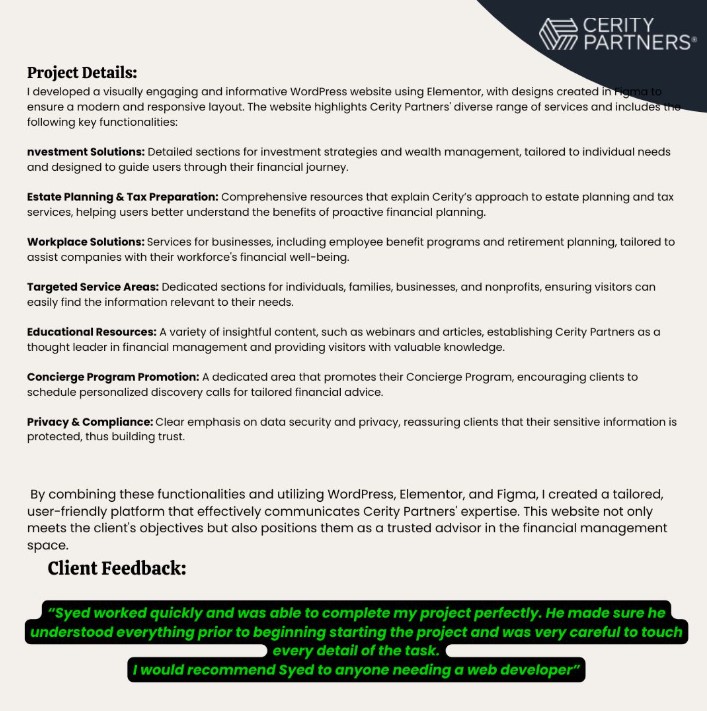 CERITY
PARTNERS®
Project Details:
I developed a visually engaging and informative WordPress website using Elementor, with designs created in Figma to
ensure a modern and responsive layout. The website highlights Cerity Partners' diverse range of services and includes the
following key functionalities:
nvestment Solutions: Detailed sections for investment strategies and wealth management, tailored to individual needs
and designed to guide users through their financial journey.
Estate Planning & Tax Preparation: Comprehensive resources that explain Cerity's approach to estate planning and tax
services, helping users better understand the benefits of proactive financial planning.
Workplace Solutions: Services for businesses, including employee benefit programs and retirement planning, tailored to
assist companies with their workforce's financial well-being.
Targeted Service Areas: Dedicated sections for individuals, families, businesses, and nonprofits, ensuring visitors can
easily find the information relevant to their needs.
Educational Resources: A variety of insightful content, such as webinars and articles, establishing Cerity Partners as a
thought leader in financial management and providing visitors with valuable knowledge.
Concierge Program Promotion: A dedicated area that promotes their Concierge Program, encouraging clients to
schedule personalized discovery calls for tailored financial advice.
Privacy & Compliance: Clear emphasis on data security and privacy, reassuring clients that their sensitive information is
protected, thus building trust.
By combining these functionalities and utilizing WordPress, Elementor, and Figma, I created a tailored,
user-friendly platform that effectively communicates Cerity Partners' expertise. This website not only
meets the client's objectives but also positions them as a trusted advisor in the financial management
space.
Client Feedback:
“Syed worked quickly and was able to complete my project perfectly. He made sure he
understood everything prior to beginning starting the project and was very careful to touch
every detail of the task.
I would recommend Syed to anyone needing a web developer”